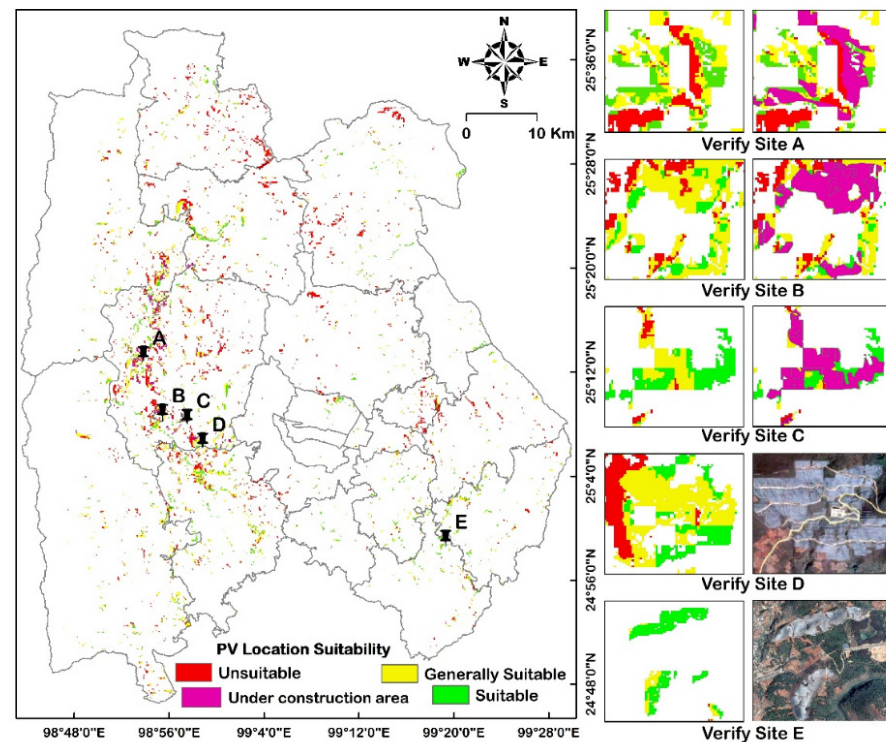 N
W E
S
0 10 Km
A
B
C
D
E
PV Location Suitability
Unsuitable
Generally Suitable
Under construction area
Suitable
98°48'0"E 98°56'0"E 99°4'0"E 99°12'0"E 99°20'0"E
25°36'0"N
25°28'0"N
25°20'0"N
25°12'0"N
25°4'0"N
24°56'0"N
24°48'0"N
Verify Site A
Verify Site B
Verify Site C
Verify Site D
Verify Site E